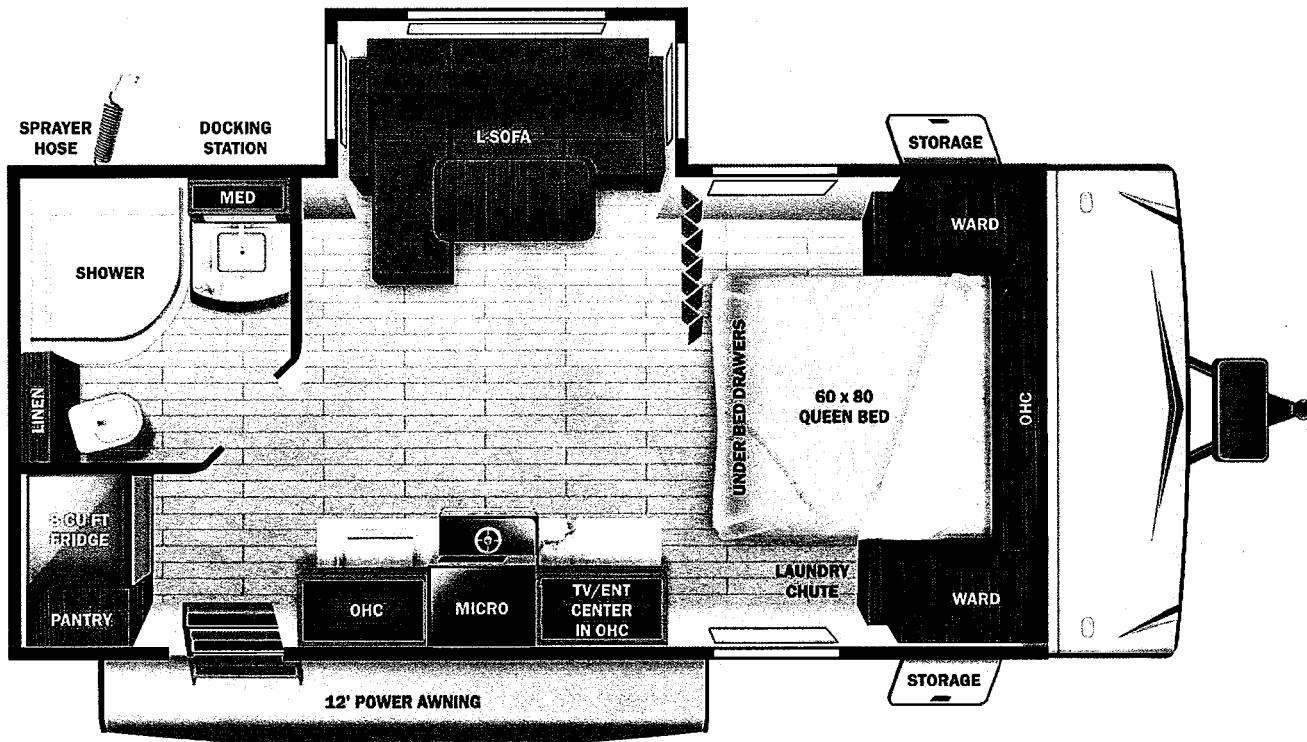 SPRAYER
HOSE
DOCKING
STATION
L-SOFA
STORAGE
MED
WARD
SHOWER
UNDER BED DRAWERS
60 x 80
QUEEN BED
OHC
LINEN
8 CU FT
FRIDGE
PANTRY
OHC
MICRO
TV/ENT
CENTER
IN OHC
LAUNDRY
CHUTE
WARD
STORAGE
12' POWER AWNING